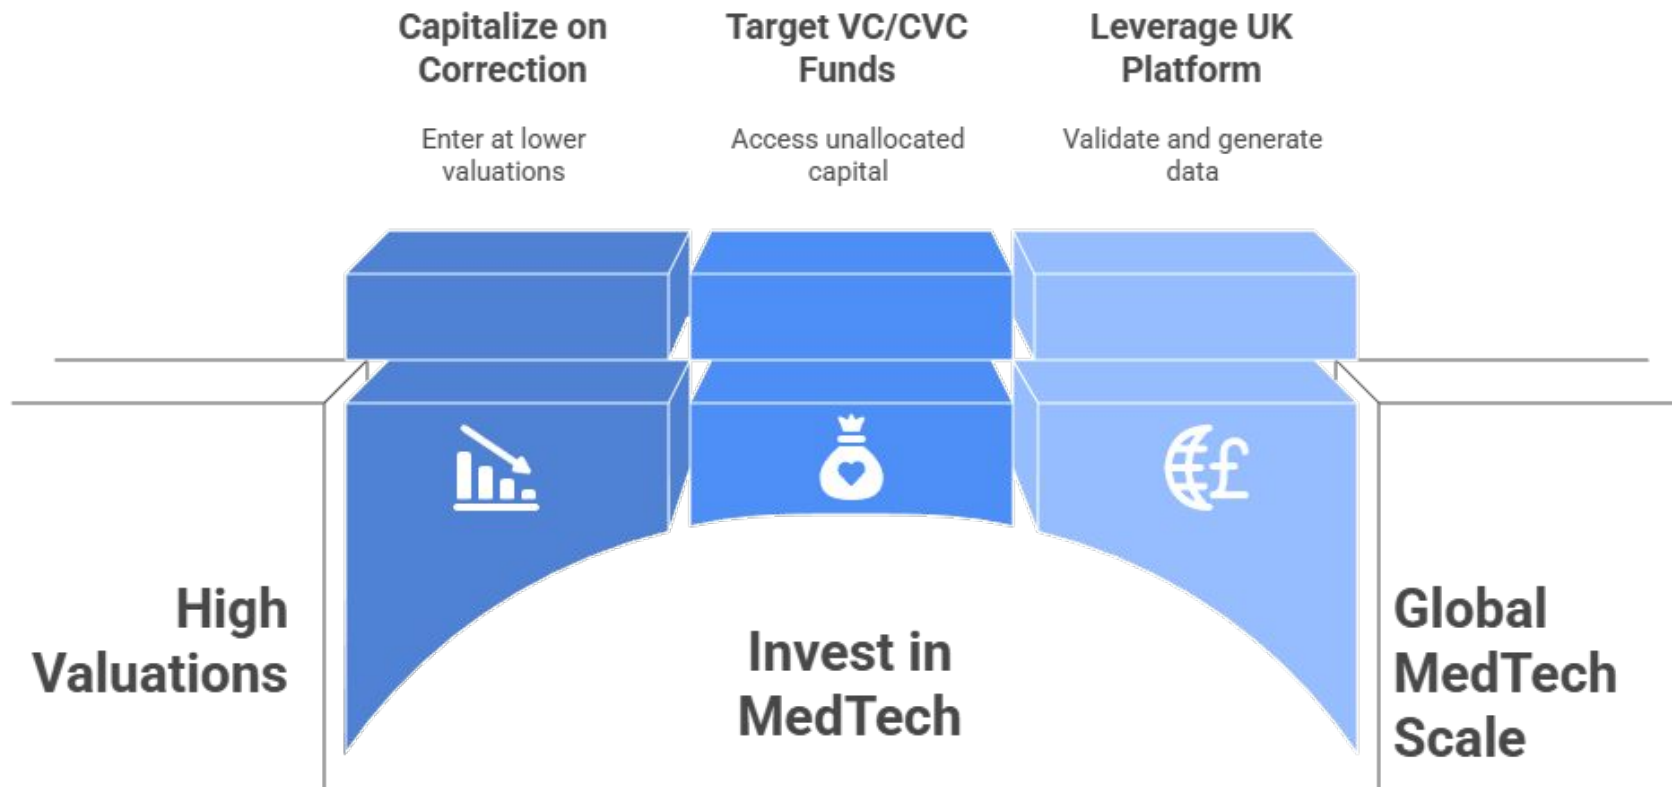 Capitalize on
Correction
Enter at lower
valuations
Target VC/CVC
Funds
Access unallocated
capital
Leverage UK
Platform
Validate and generate
data
£
High
Valuations
Invest in
MedTech
Global
MedTech
Scale